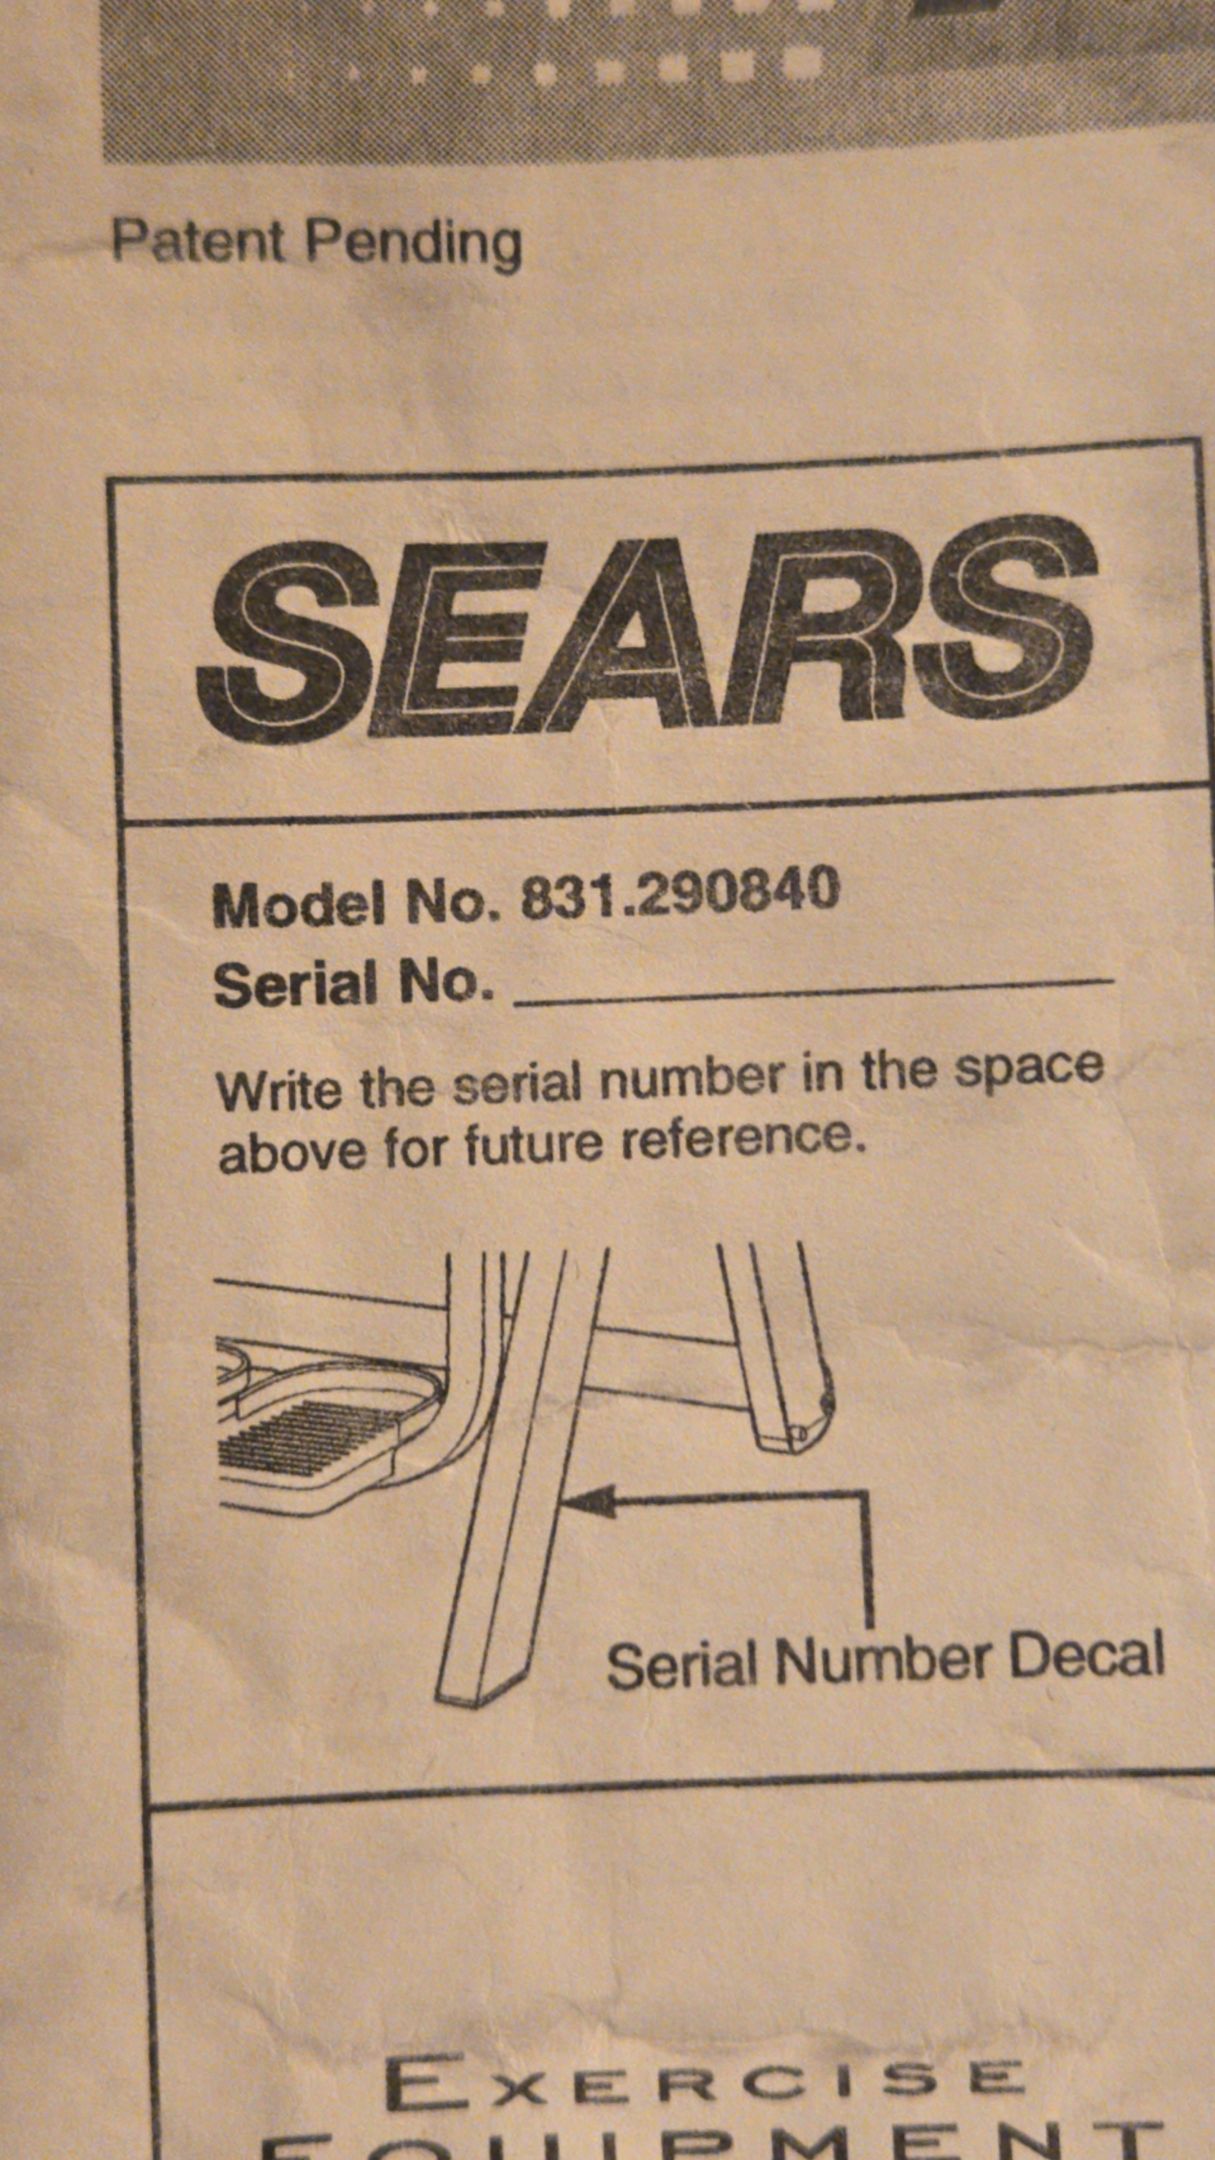 Patent Pending
SEARS
Model No. 831.290840
Serial No.
Write the serial number in the space
above for future reference.
Serial Number Decal
EXERCISE
EQUIPMENT